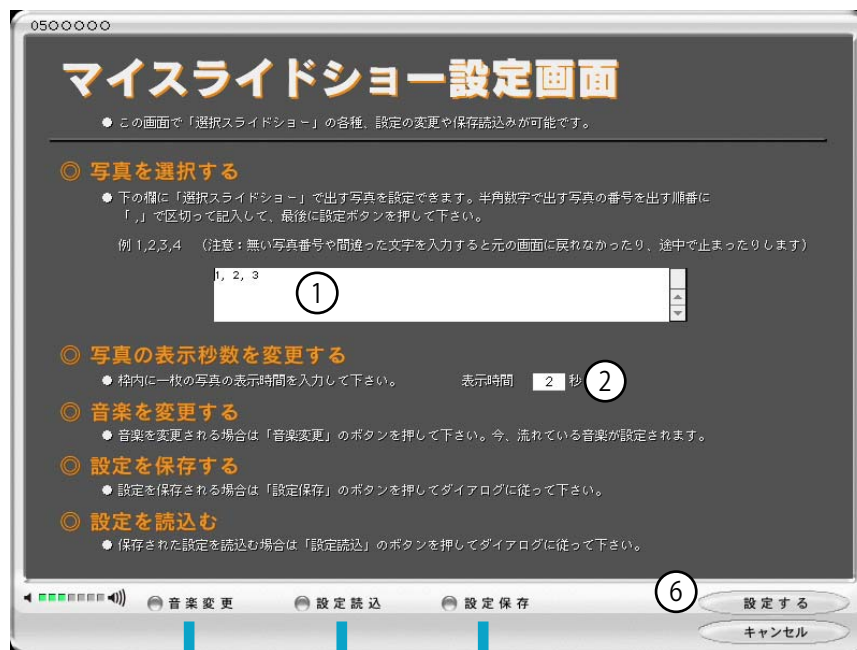 0500000
マイスライドショー設定画面
● この画面で「選択スライドショー」の各種、設定の変更や保存読込みが可能です。
◎ 写真を選択する
● 下の欄に「選択スライドショー」で出す写真を設定できます。半角数字で出す写真の番号を出す順番に
「 , 」で区切って記入して、最後に設定ボタンを押して下さい。
例 1,2,3,4 （注意：無い写真番号や間違った文字を入力すると元の画面に戻れなかったり、途中で止まったりします）
1, 2, 3
①
◎ 写真の表示秒数を変更する
● 枠内に一枚の写真の表示時間を入力して下さい。 表示時間 2 秒 ②
◎ 音楽を変更する
● 音楽を変更される場合は「音楽変更」のボタンを押して下さい。今、流れている音楽が設定されます。
◎ 設定を保存する
● 設定を保存される場合は「設定保存」のボタンを押してダイアログに従って下さい。
◎ 設定を読込む
● 保存された設定を読込む場合は「設定読込」のボタンを押してダイアログに従って下さい。
音楽変更 設定読込 設定保存 ⑥ 設定する
キャンセル